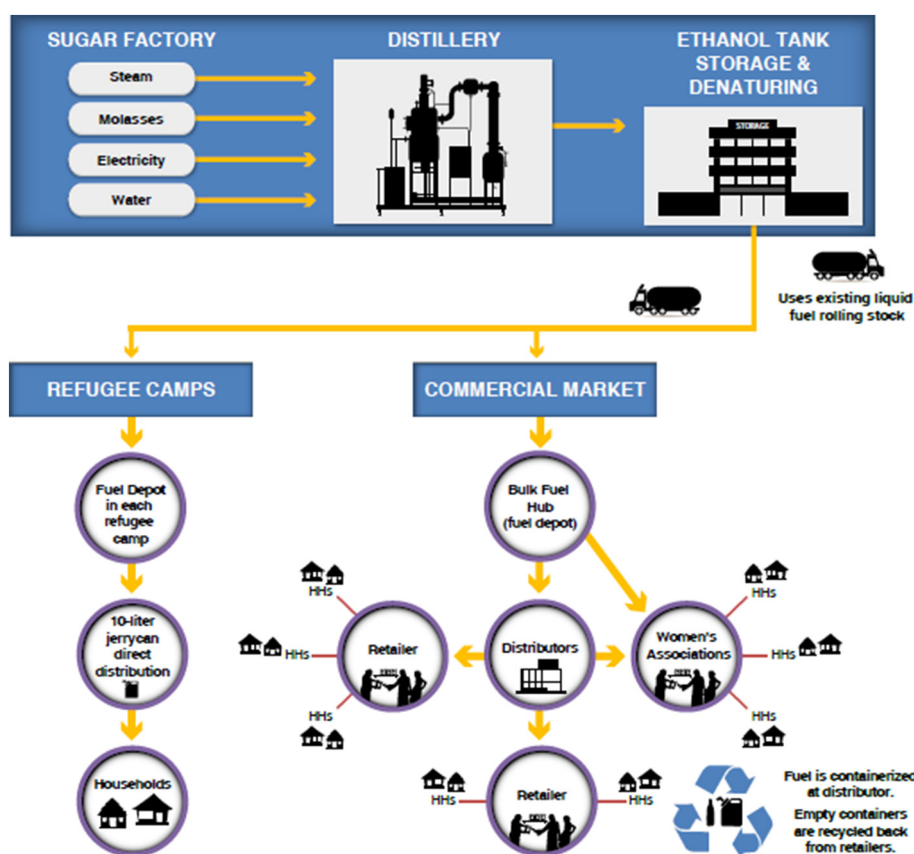 SUGAR FACTORY
Steam
Molasses
Electricity
Water
DISTILLERY
ETHANOL TANK
STORAGE &
DENATURING
STORAGE
Uses existing liquid
fuel rolling stock
REFUGEE CAMPS
Fuel Depot
in each
refugee
camp
10-liter
jerrycan
direct
distribution
Households
COMMERCIAL MARKET
Bulk Fuel
Hub
(fuel depot)
HHs
HHs
HHs
Retailer
Distributors
Women's
Associations
HHs
HHs
HHs
HHs
Retailer
HHs
Fuel is containerized
at distributor.
Empty containers
are recycled back
from retailers.